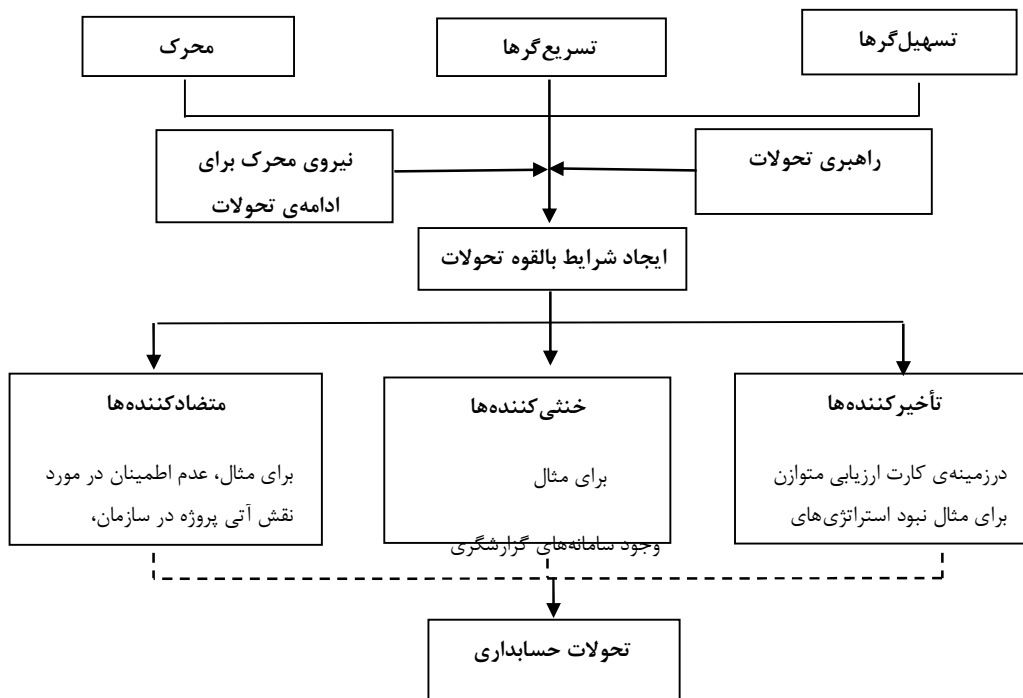 تسهیل‌گرها
تسریع‌گرها
محرک
راهبری تحولات
نیروی محرک برای
ادامه‌ی تحولات
ایجاد شرایط بالقوه تحولات
تأخیرکننده‌ها
درزمینه‌ی کارت ارزیابی متوازن
برای مثال نبود استراتژی‌های
خنثی‌کننده‌ها
برای مثال
وجود سامانه‌های گزارشگری
متضادکننده‌ها
برای مثال، عدم اطمینان در مورد
نقش آتی پروژه در سازمان،
تحولات حسابداری